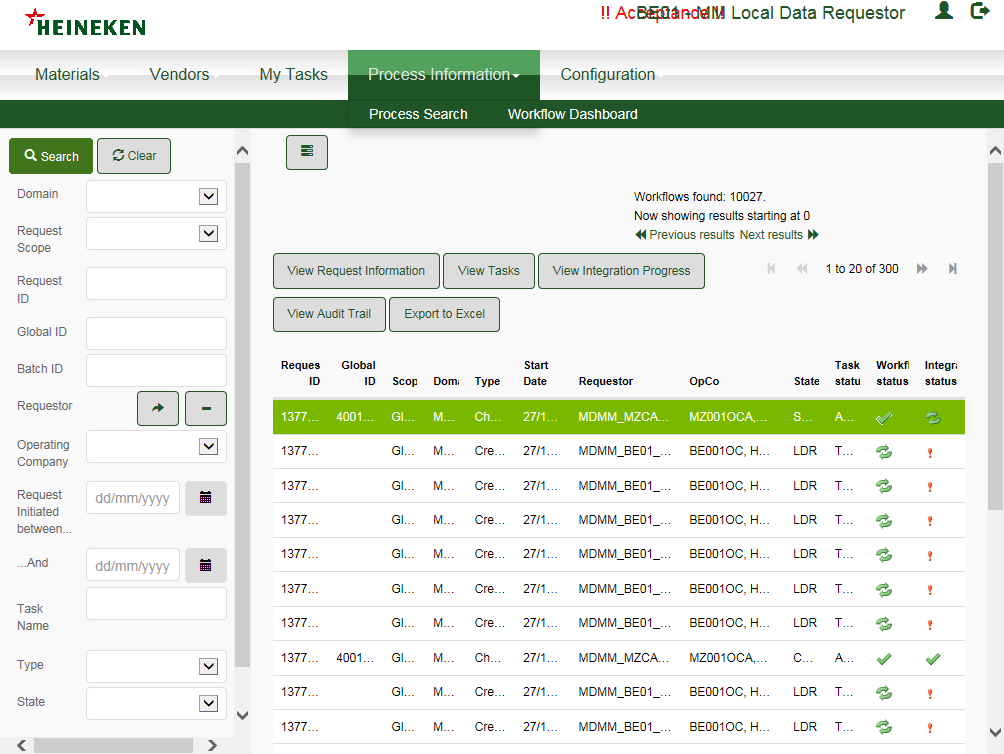 HEINEKEN
!! Acceptance !!
BE01 - MM Local Data Requestor
Materials
Vendors
My Tasks
Process Information
Configuration
Process Search
Workflow Dashboard
Search
Clear
Domain
Request
Scope
Request
ID
Global ID
Batch ID
Requestor
Operating
Company
Request
Initiated
between...
dd/mm/yyyy
...And
dd/mm/yyyy
Task
Name
Type
State
Workflows found: 10027.
Now showing results starting at 0
Previous results Next results
View Request Information
View Tasks
View Integration Progress
1 to 20 of 300
View Audit Trail
Export to Excel
Reques ID Global ID Scop Doma Type Start Date Requestor OpCo State Task statu Workfl status Integra status
1377... 4001... Gl... M... Ch... 27/1... MDMM_MZCA... MZ001OCA,... S... A...
1377... Gl... M... Cre... 27/1... MDMM_BE01_... BE001OC, H... LDR T...
1377... Gl... M... Cre... 27/1... MDMM_BE01_... BE001OC, H... LDR T...
1377... Gl... M... Cre... 27/1... MDMM_BE01_... BE001OC, H... LDR T...
1377... Gl... M... Cre... 27/1... MDMM_BE01_... BE001OC, H... LDR T...
1377... Gl... M... Cre... 27/1... MDMM_BE01_... BE001OC, H... LDR T...
1377... Gl... M... Cre... 27/1... MDMM_BE01_... BE001OC, H... LDR T...
1377... 4001... Gl... M... Ch... 27/1... MDMM_MZCA... MZ001OCA,... C... A...
1377... Gl... M... Cre... 27/1... MDMM_BE01_... BE001OC, H... LDR T...
1377... Gl... M... Cre... 27/1... MDMM_BE01_... BE001OC, H... LDR T...